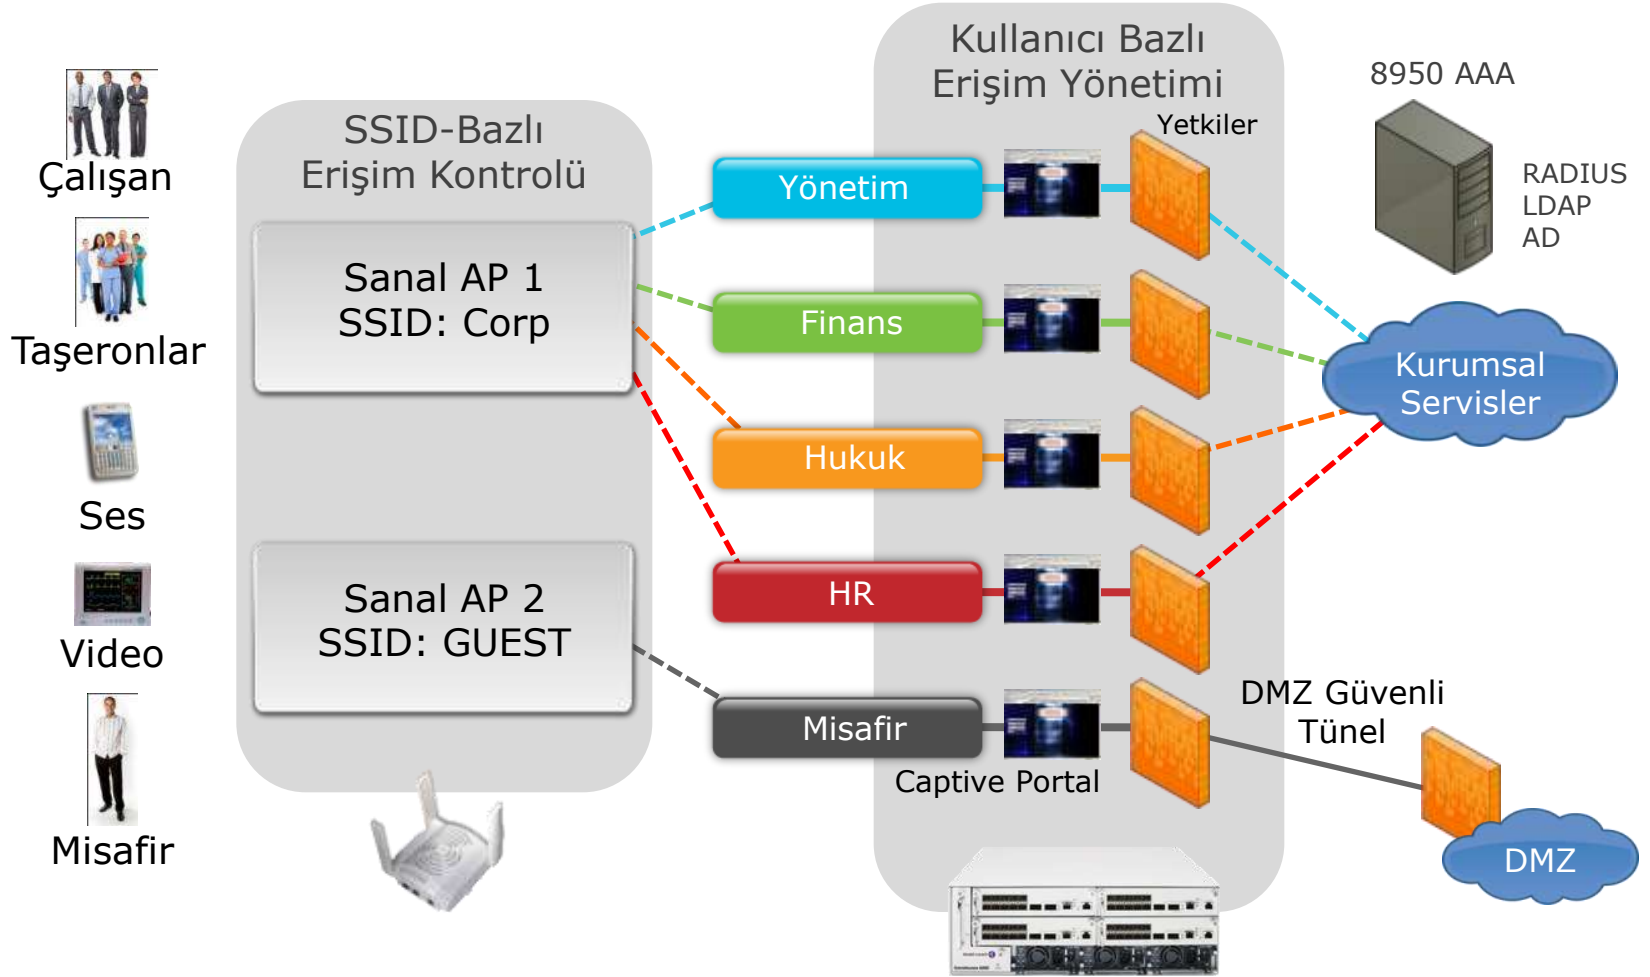 Çalışan
Taşeronlar
Ses
Video
Misafir
SSID-Bazlı
Erişim Kontrolü
Sanal AP 1
SSID: Corp
Sanal AP 2
SSID: GUEST
Kullanıcı Bazlı
Erişim Yönetimi
Yetkiler
Yönetim
Finans
Hukuk
HR
Misafir
Captive Portal
8950 AAA
RADIUS
LDAP
AD
Kurumsal
Servisler
DMZ Güvenli
Tünel
DMZ